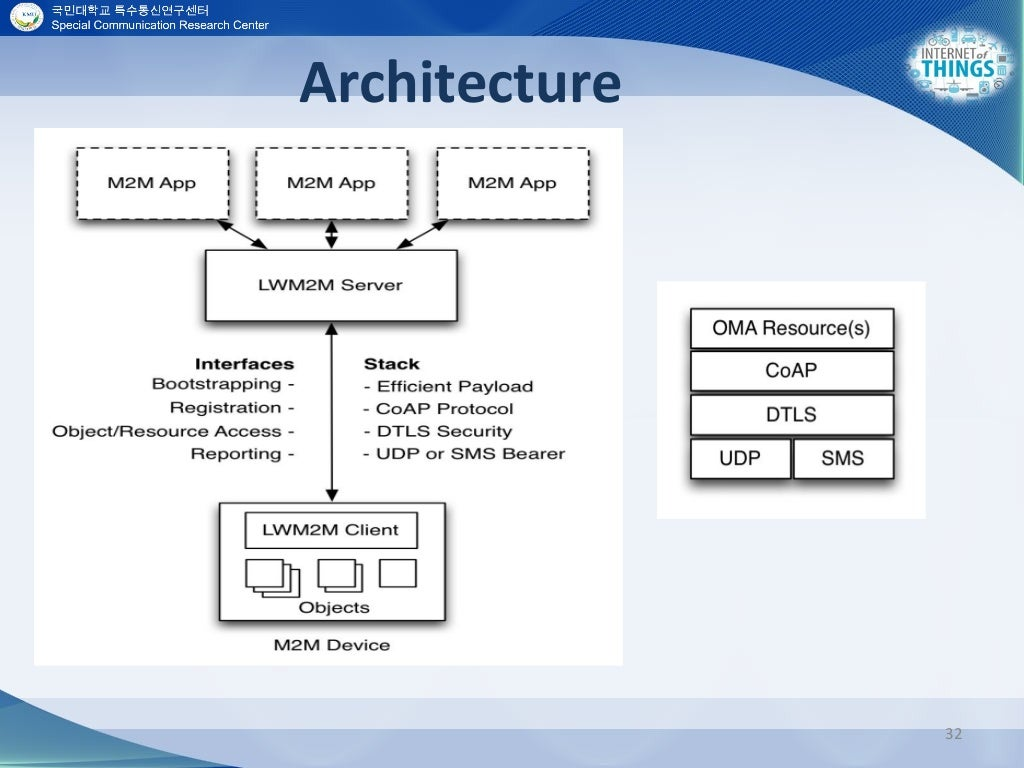 국민대학교 특수통신연구센터
Special Communication Research Center
KMU
INTERNET of
THINGS
Architecture
M2M App
M2M App
M2M App
LWM2M Server
Interfaces
Bootstrapping -
Registration -
Object/Resource Access -
Reporting -
Stack
- Efficient Payload
- CoAP Protocol
- DTLS Security
- UDP or SMS Bearer
LWM2M Client
Objects
M2M Device
OMA Resource(s)
CoAP
DTLS
UDP
SMS
32